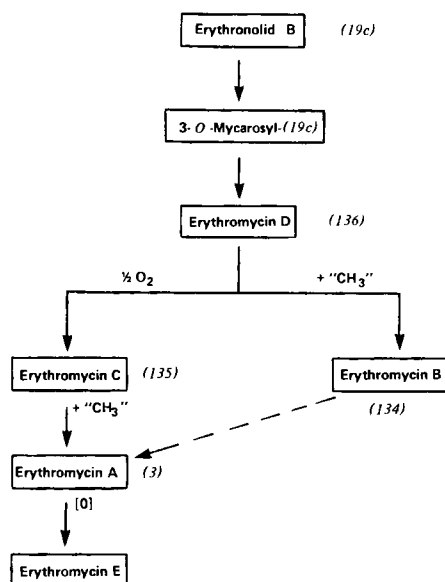 Erythronolid B (19c)
3-O-Mycarosyl-(19c)
Erythromycin D (136)
½ O2 + "CH3"
Erythromycin C (135) Erythromycin B
+ "CH3" (134)
Erythromycin A (3)
[O]
Erythromycin E